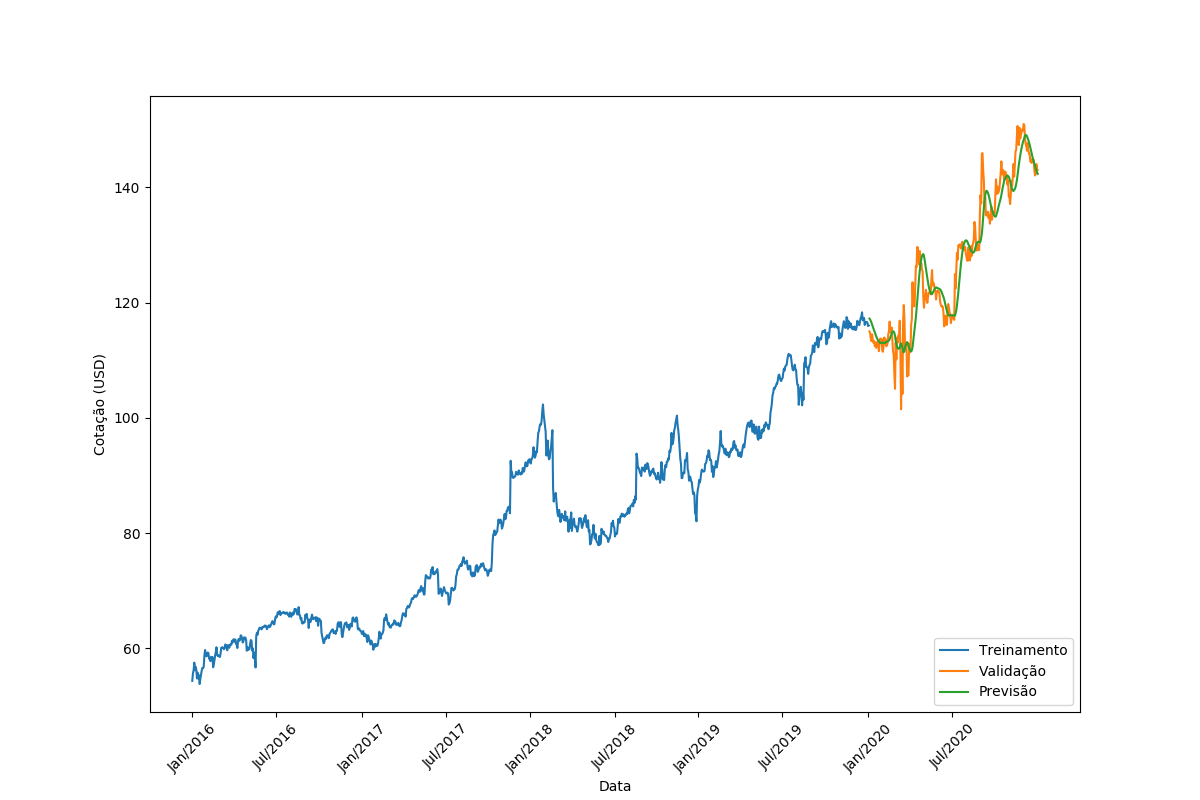 Cotação (USD)
140
120
100
80
60
Treinamento
Validação
Previsão
Jan/2016
Jul/2016
Jan/2017
Jul/2017
Jan/2018
Jul/2018
Jan/2019
Jul/2019
Jan/2020
Jul/2020
Data